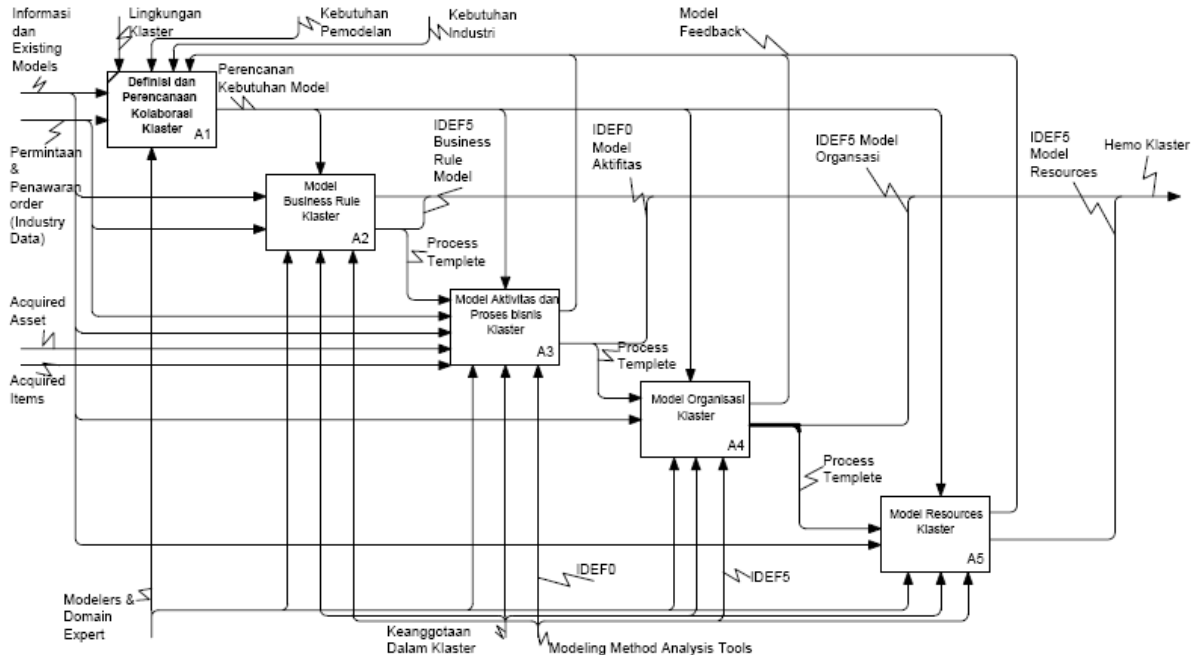 Informasi
dan
Existing
Models
Lingkungan
Klaster
Kebutuhan
Pemodelan
Kebutuhan
Industri
Model
Feedback
Definisi dan
Perencanaan
Kolaborasi
Klaster
A1
Perencanan
Kebutuhan Model
Permintaan
&
Penawaran
order
(Industry
Data)
IDEF5
Business
Rule
Model
IDEF0
Model
Aktifitas
IDEF5 Model
Organsasi
IDEF5
Model
Resources
Hemo Klaster
Model
Business Rule
Klaster
A2
Process
Templete
Acquired
Asset
Model Aktivitas dan
Proses bisnis
Klaster
A3
Process
Templete
Acquired
Items
Model Organisasi
Klaster
A4
Process
Templete
Model Resources
Klaster
A5
IDEF0
IDEF5
Modelers &
Domain
Expert
Keanggotaan
Dalam Klaster
Modeling Method Analysis Tools